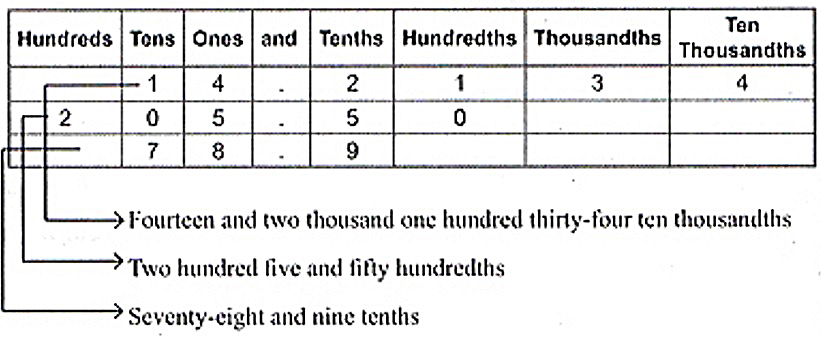 Hundreds Tens Ones and Tenths Hundredths Thousandths Ten Thousandths
1 4 . 2 1 3 4
2 0 5 . 5 0
7 8 . 9
Fourteen and two thousand one hundred thirty-four ten thousandths
Two hundred five and fifty hundredths
Seventy-eight and nine tenths